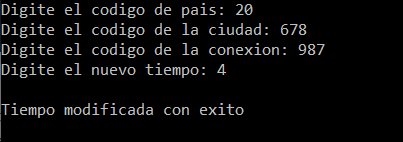 Digite el codigo de pais: 20
Digite el codigo de la ciudad: 678
Digite el codigo de la conexion: 987
Digite el nuevo tiempo: 4
Tiempo modificada con exito